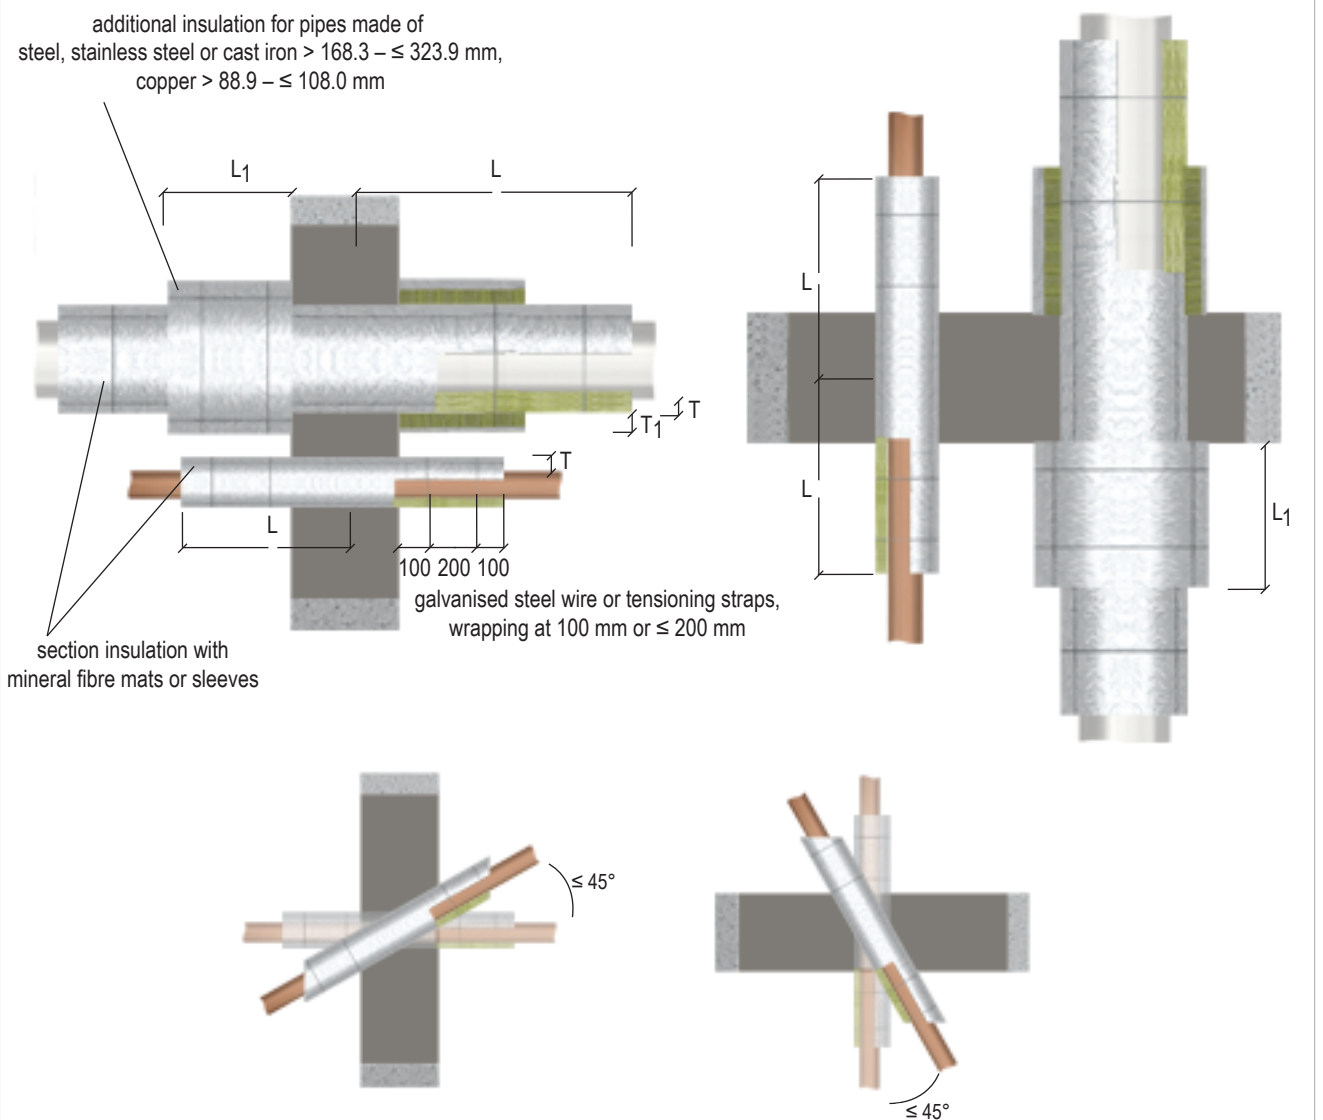 additional insulation for pipes made of
steel, stainless steel or cast iron > 168.3 – ≤ 323.9 mm,
copper > 88.9 – ≤ 108.0 mm
L1
L
T
T1
T
L
100 200 100
galvanised steel wire or tensioning straps,
wrapping at 100 mm or ≤ 200 mm
section insulation with
mineral fibre mats or sleeves
L
L
L1
≤ 45°
≤ 45°